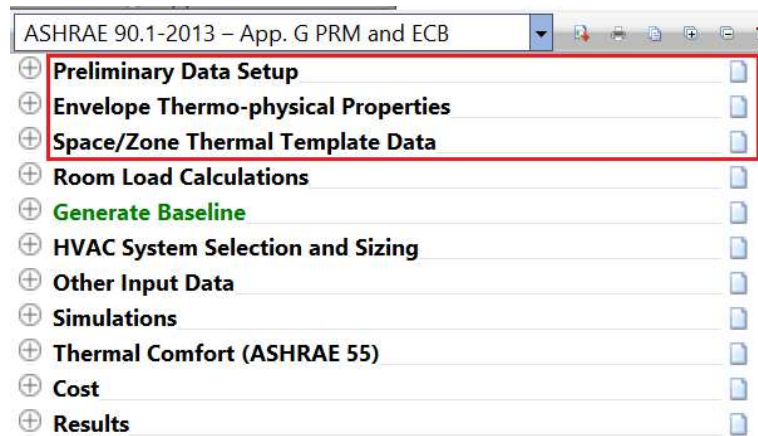 ASHRAE 90.1-2013 – App. G PRM and ECB
Preliminary Data Setup
Envelope Thermo-physical Properties
Space/Zone Thermal Template Data
Room Load Calculations
Generate Baseline
HVAC System Selection and Sizing
Other Input Data
Simulations
Thermal Comfort (ASHRAE 55)
Cost
Results